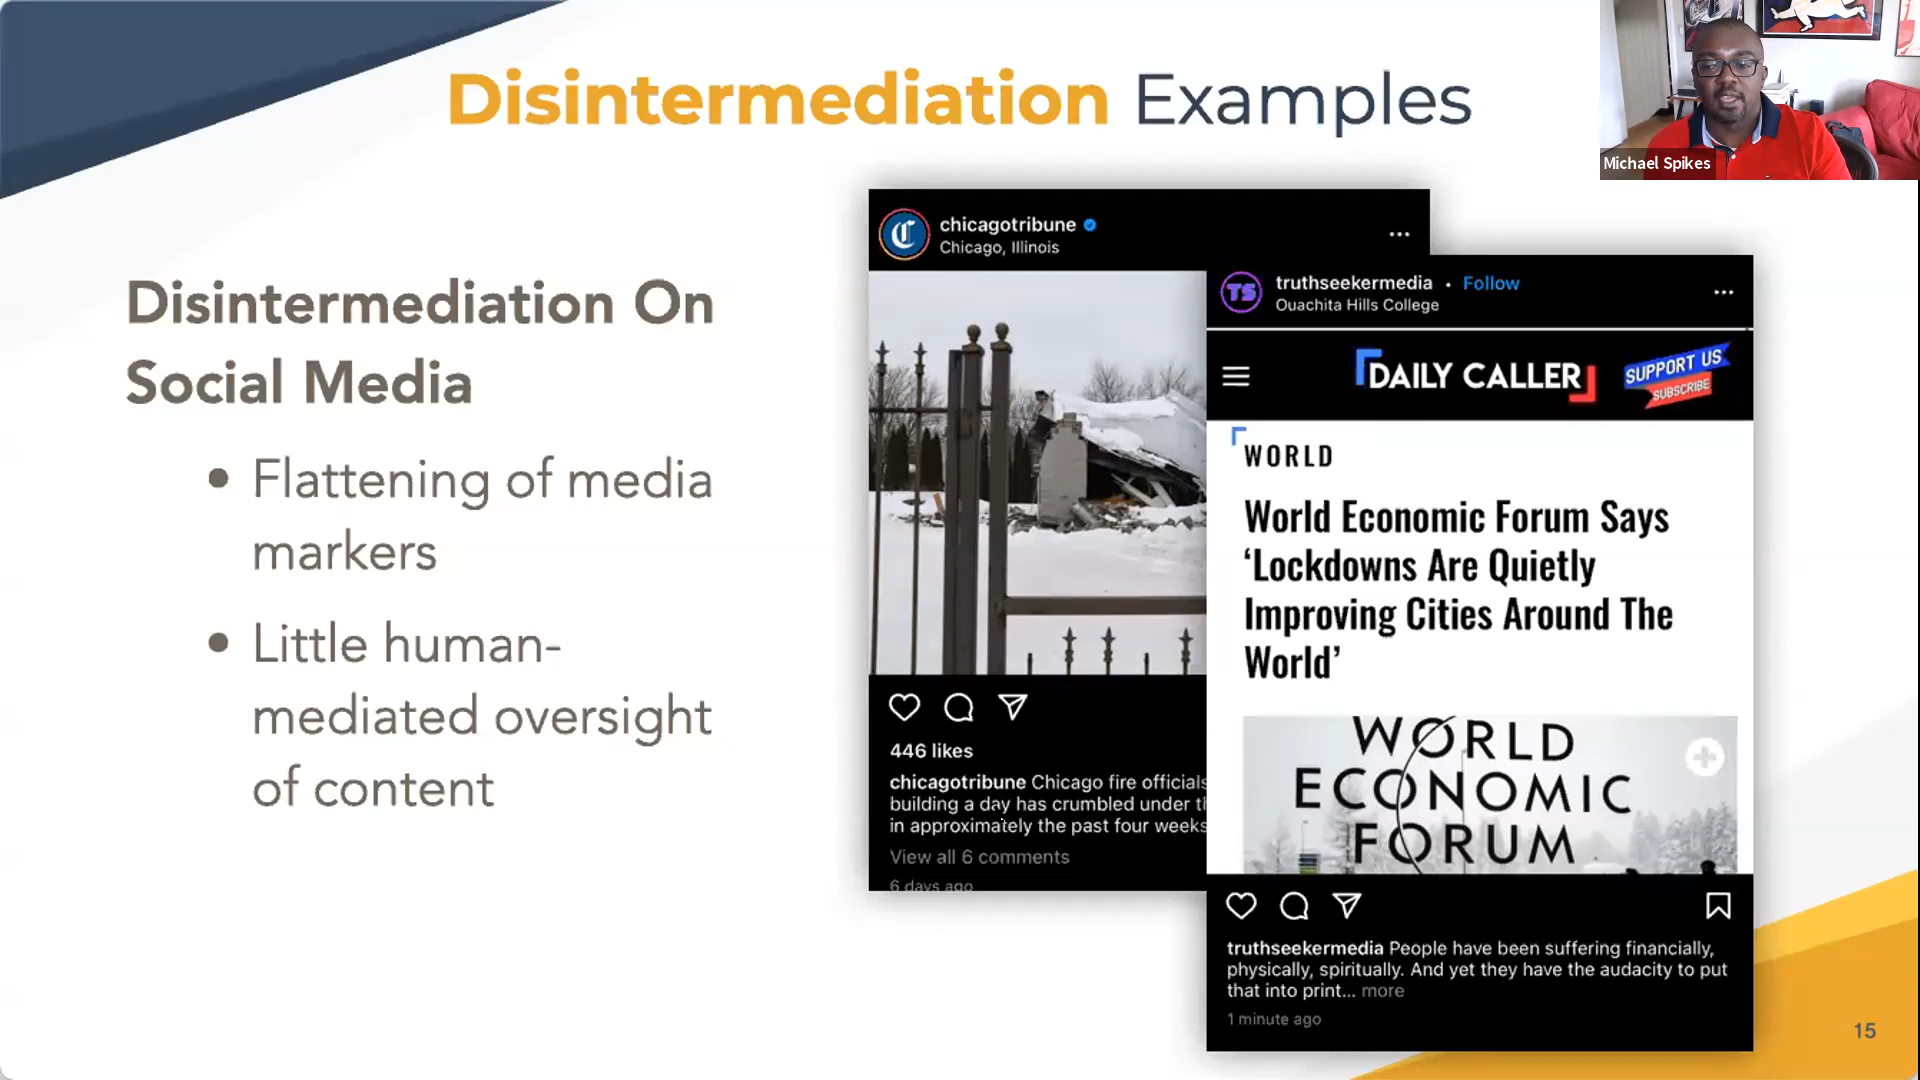 Disintermediation Examples
Michael Spikes
Disintermediation On
Social Media
• Flattening of media
markers
• Little human-
mediated oversight
of content
chicagotribune
Chicago, Illinois
446 likes
chicagotribune Chicago fire officials
building a day has crumbled under
in approximately the past four weeks
View all 6 comments
6 days ago
TS
truthseekermedia • Follow
Ouachita Hills College
DAILY CALLER
SUPPORT US
SUBSCRIBE
WORLD
World Economic Forum Says
‘Lockdowns Are Quietly
Improving Cities Around The
World’
WORLD
ECONOMIC
FORUM
truthseekermedia People have been suffering financially,
physically, spiritually. And yet they have the audacity to put
that into print... more
1 minute ago
15